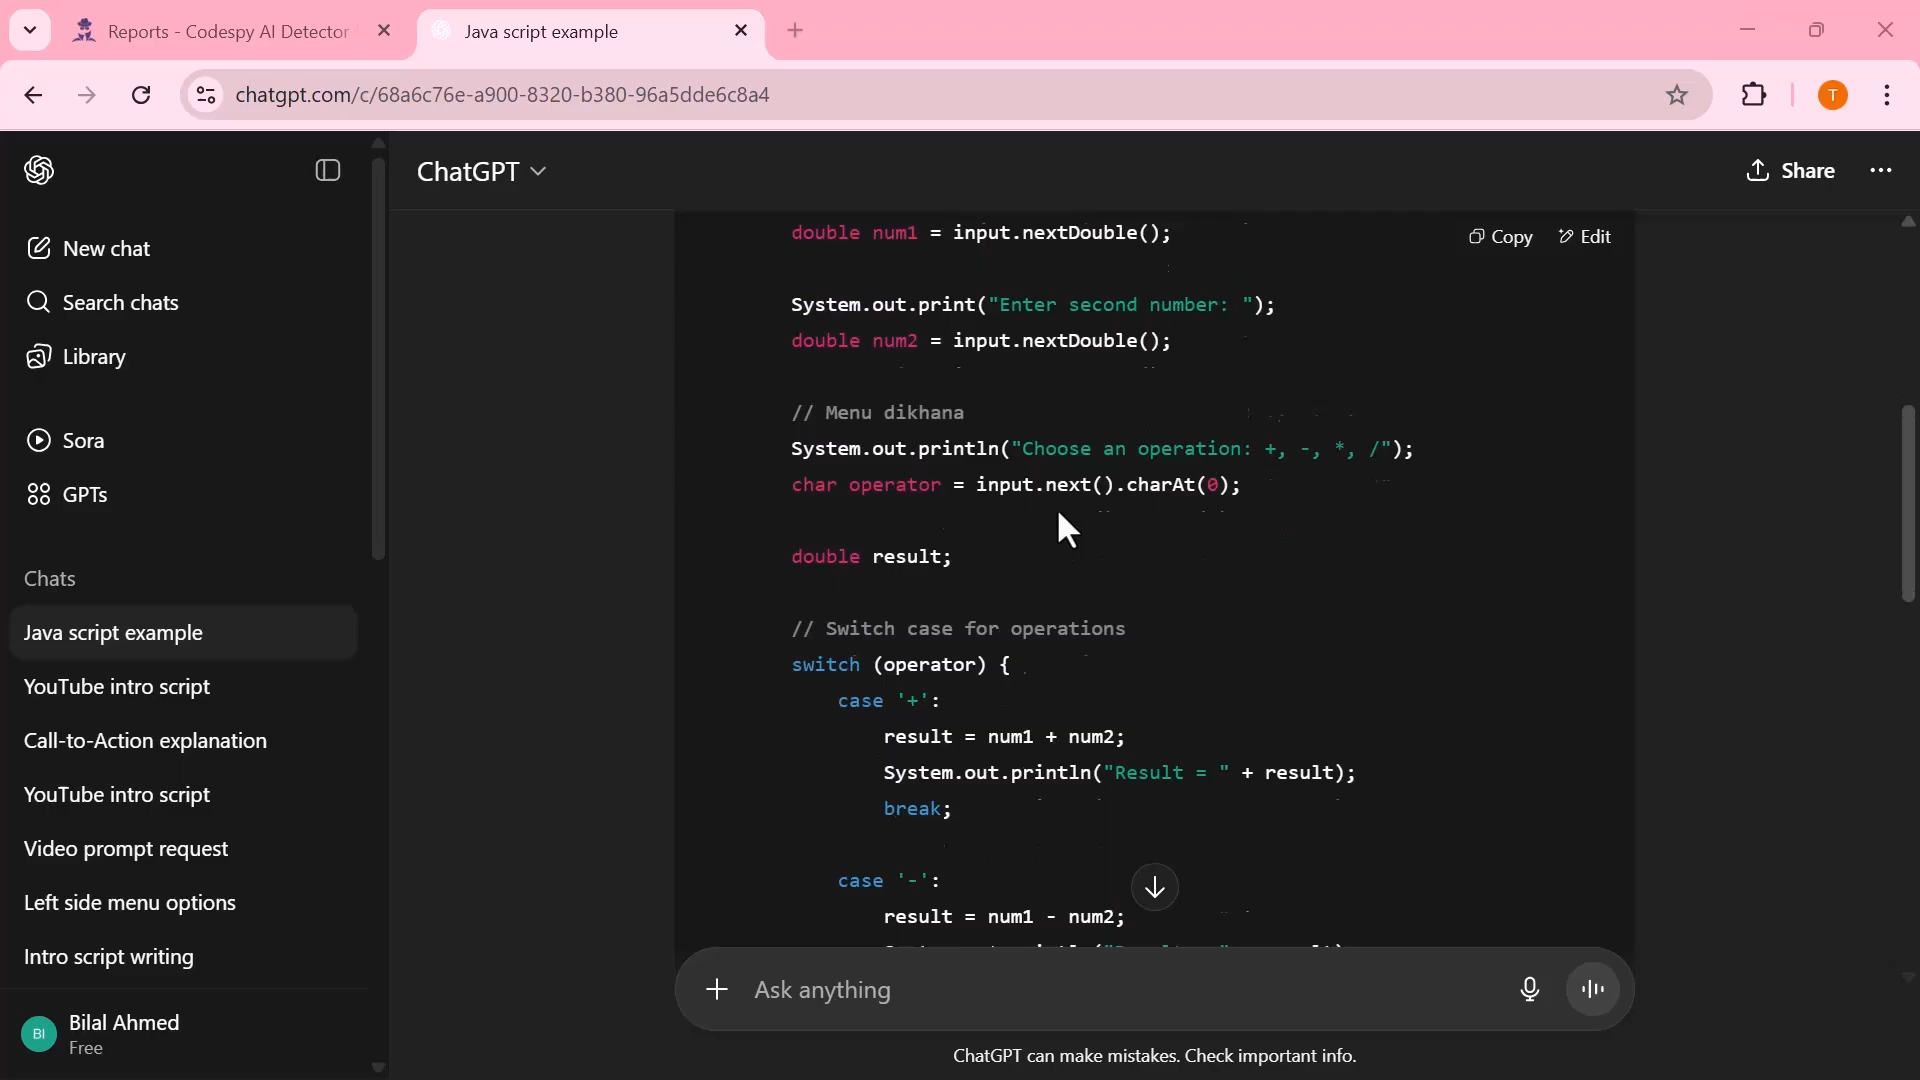 Reports - Codespy AI Detector
Java script example
chatgpt.com/c/68a6c76e-a900-8320-b380-96a5dde6c8a4
T
ChatGPT
Share
New chat
Search chats
Library
Sora
GPTs
Chats
Java script example
YouTube intro script
Call-to-Action explanation
YouTube intro script
Video prompt request
Left side menu options
Intro script writing
BI
Bilal Ahmed
Free
Copy
Edit
double num1 = input.nextDouble();
System.out.print("Enter second number: ");
double num2 = input.nextDouble();
// Menu dikhana
System.out.println("Choose an operation: +, -, *, /");
char operator = input.next().charAt(0);
double result;
// Switch case for operations
switch (operator) {
case '+':
result = num1 + num2;
System.out.println("Result = " + result);
break;
case '-':
result = num1 - num2;
Ask anything
ChatGPT can make mistakes. Check important info.